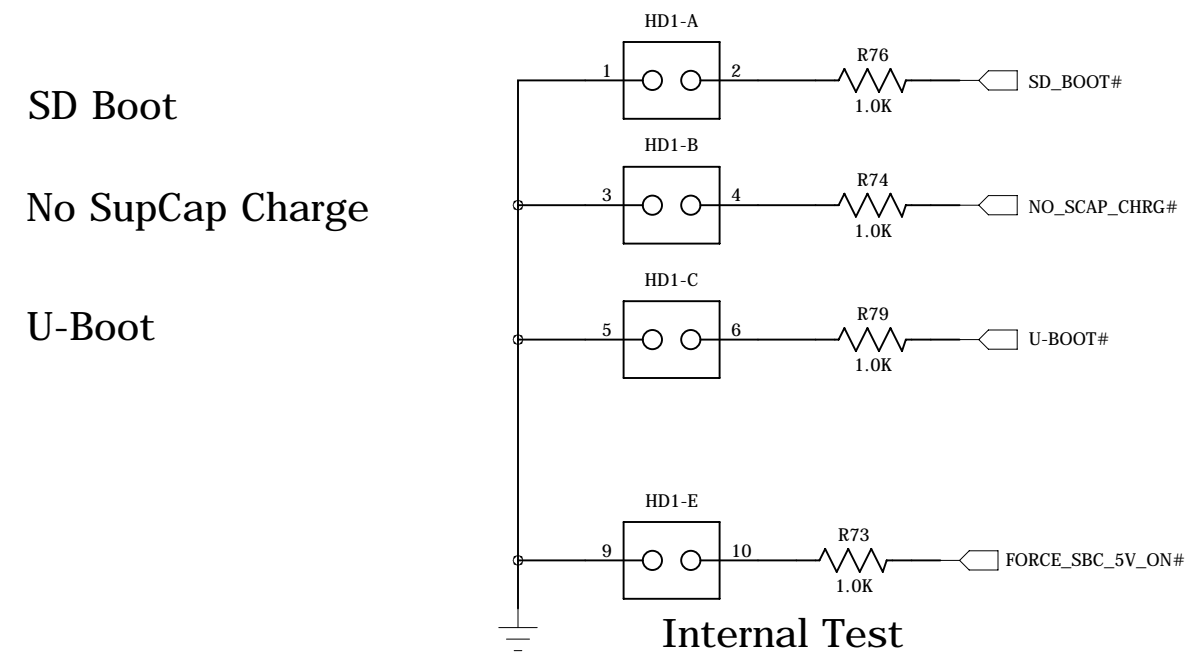 HD1-A
1
2
R76
1.0K
SD_BOOT#
SD Boot
HD1-B
3
4
R74
1.0K
NO_SCAP_CHRG#
No SupCap Charge
HD1-C
5
6
R79
1.0K
U-BOOT#
U-Boot
HD1-E
9
10
R73
1.0K
FORCE_SBC_5V_ON#
Internal Test